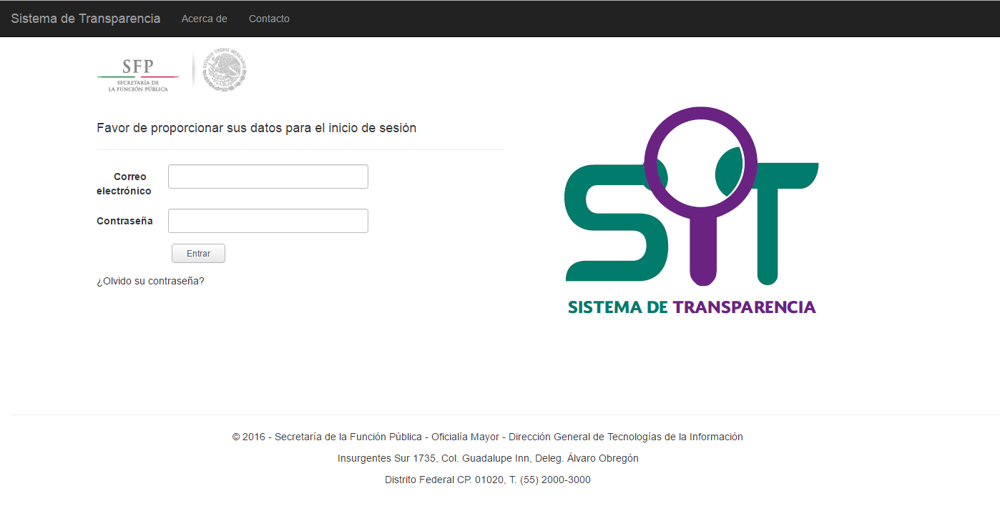 Sistema de Transparencia Acerca de Contacto
SFP
SECRETARÍA DE
LA FUNCIÓN PÚBLICA
ESTADOS UNIDOS MEXICANOS
Favor de proporcionar sus datos para el inicio de sesión
Correo
electrónico
Contraseña
Entrar
¿Olvido su contraseña?
SiT
SISTEMA DE TRANSPARENCIA
© 2016 - Secretaría de la Función Pública - Oficialía Mayor - Dirección General de Tecnologías de la Información
Insurgentes Sur 1735, Col. Guadalupe Inn, Deleg. Álvaro Obregón
Distrito Federal CP. 01020, T. (55) 2000-3000